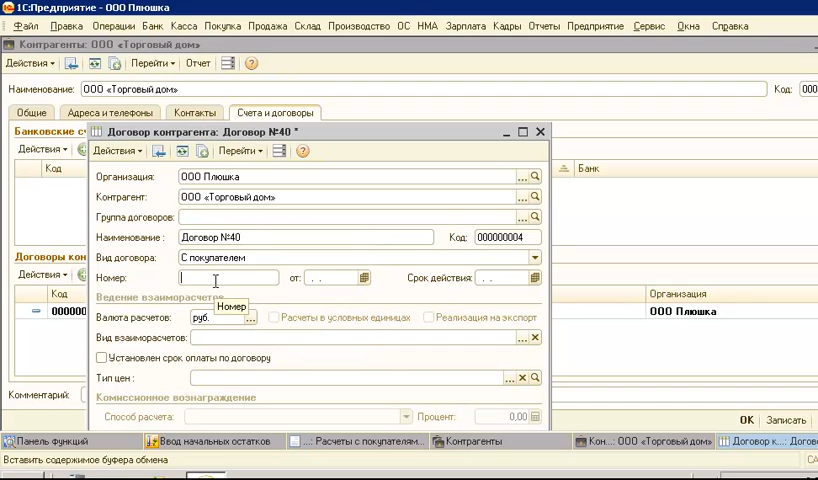 1С:Предприятие - ООО Плюшка
Файл Правка Операции Банк Касса Покупка Продажа Склад Производство ОС НМА Зарплата Кадры Отчеты Предприятие Сервис Окна Справка
Контрагенты: ООО «Торговый дом»
Действия Перейти Отчет
Наименование: ООО «Торговый дом» Код:
Общие Адреса и телефоны Контакты Счета и договоры
Банковские
Действия
Код Банк
Договор контрагента: Договор №40 *
Действия Перейти
Организация: ООО Плюшка
Контрагент: ООО «Торговый дом»
Группа договоров:
Наименование: Договор №40 Код: 000000004
Вид договора: С покупателем
Номер: от: . . Срок действия: . .
Номер
Ведение взаиморасчетов
Валюта расчетов: руб. ... Расчеты в условных единицах Реализация на экспорт
Вид взаиморасчетов:
Установлен срок оплаты по договору
Тип цен:
Комиссионное вознаграждение
Способ расчета: Процент: 0,00
Договоры
Действия
Код Организация
ООО Плюшка
Комментарий:
OK Записать
Панель функций Ввод начальных остатков ...: Расчеты с покупателям... Контрагенты Кон...: ООО «Торговый дом» Договор к...: Догово
Вставить содержимое буфера обмена